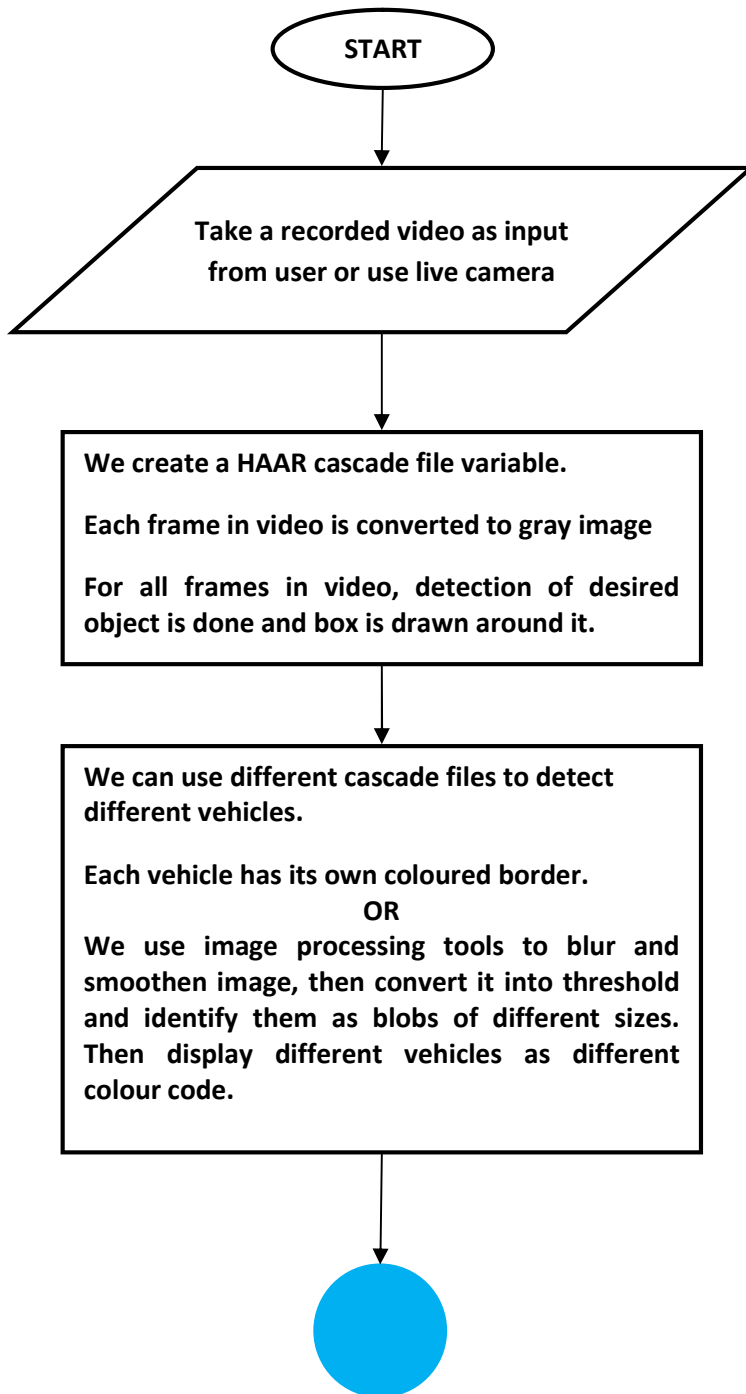 START
Take a recorded video as input
from user or use live camera
We create a HAAR cascade file variable.
Each frame in video is converted to gray image
For all frames in video, detection of desired
object is done and box is drawn around it.
We can use different cascade files to detect
different vehicles.
Each vehicle has its own coloured border.
OR
We use image processing tools to blur and
smoothen image, then convert it into threshold
and identify them as blobs of different sizes.
Then display different vehicles as different
colour code.